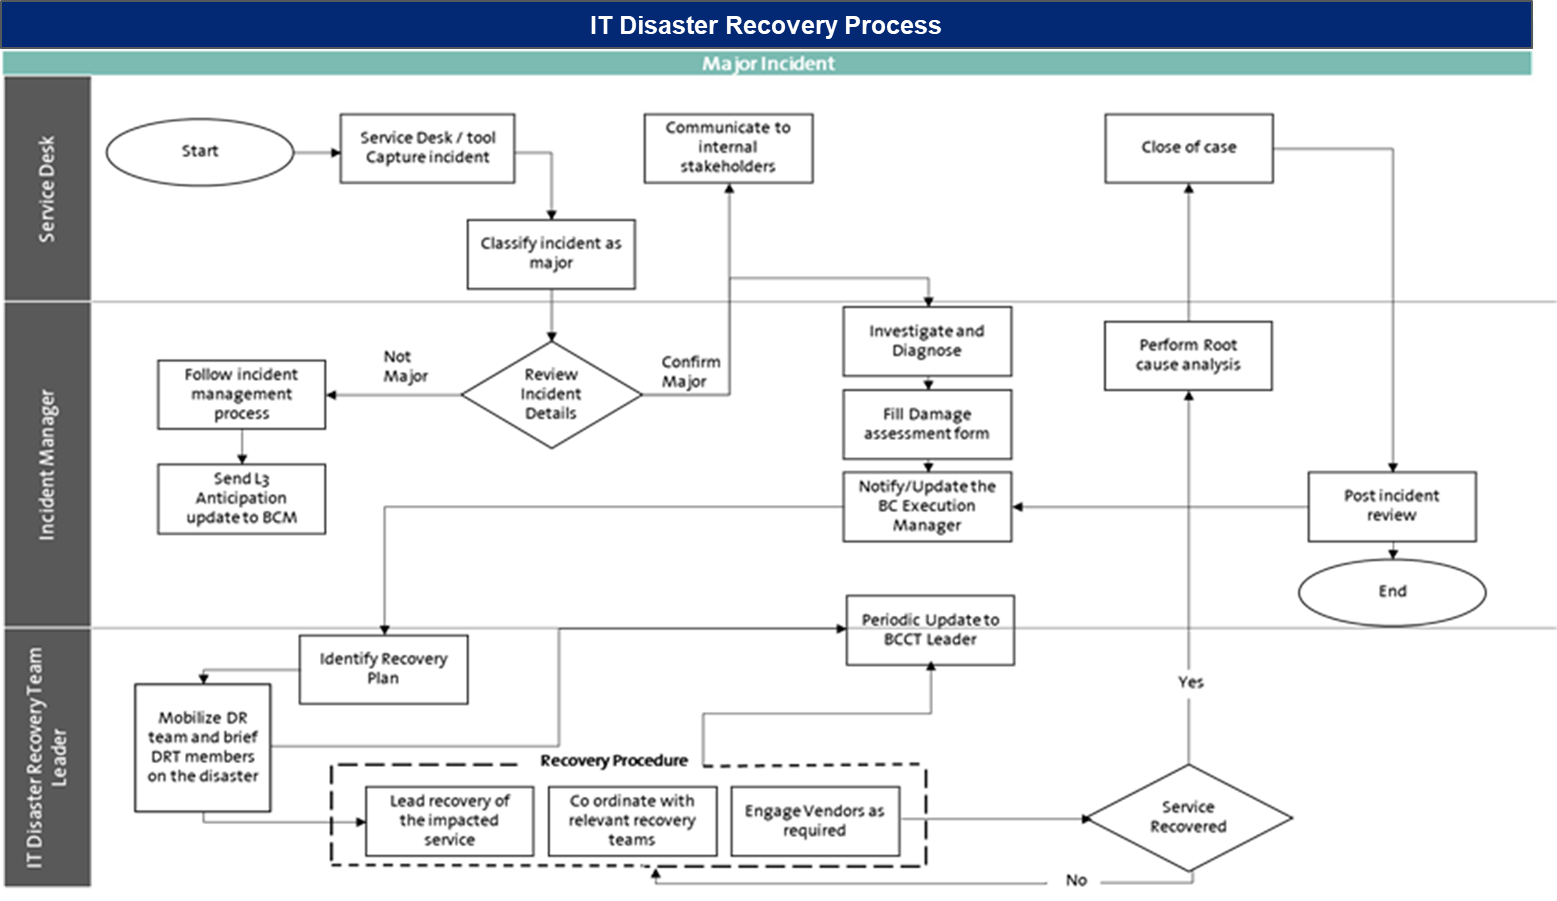 IT Disaster Recovery Process
Major Incident
Service Desk
Start
Service Desk / tool
Capture incident
Communicate to
internal
stakeholders
Close of case
Classify incident as
major
Incident Manager
Investigate and
Diagnose
Perform Root
cause analysis
Not
Major
Review
Incident
Details
Confirm
Major
Follow incident
management
process
Fill Damage
assessment form
Send L3
Anticipation
update to BCM
Notify/Update the
BC Execution
Manager
Post incident
review
End
IT Disaster Recovery Team
Leader
Periodic Update to
BCCT Leader
Identify Recovery
Plan
Yes
Mobilize DR
team and brief
DRT members
on the disaster
Recovery Procedure
Lead recovery of
the impacted
service
Co ordinate with
relevant recovery
teams
Engage Vendors as
required
Service
Recovered
No